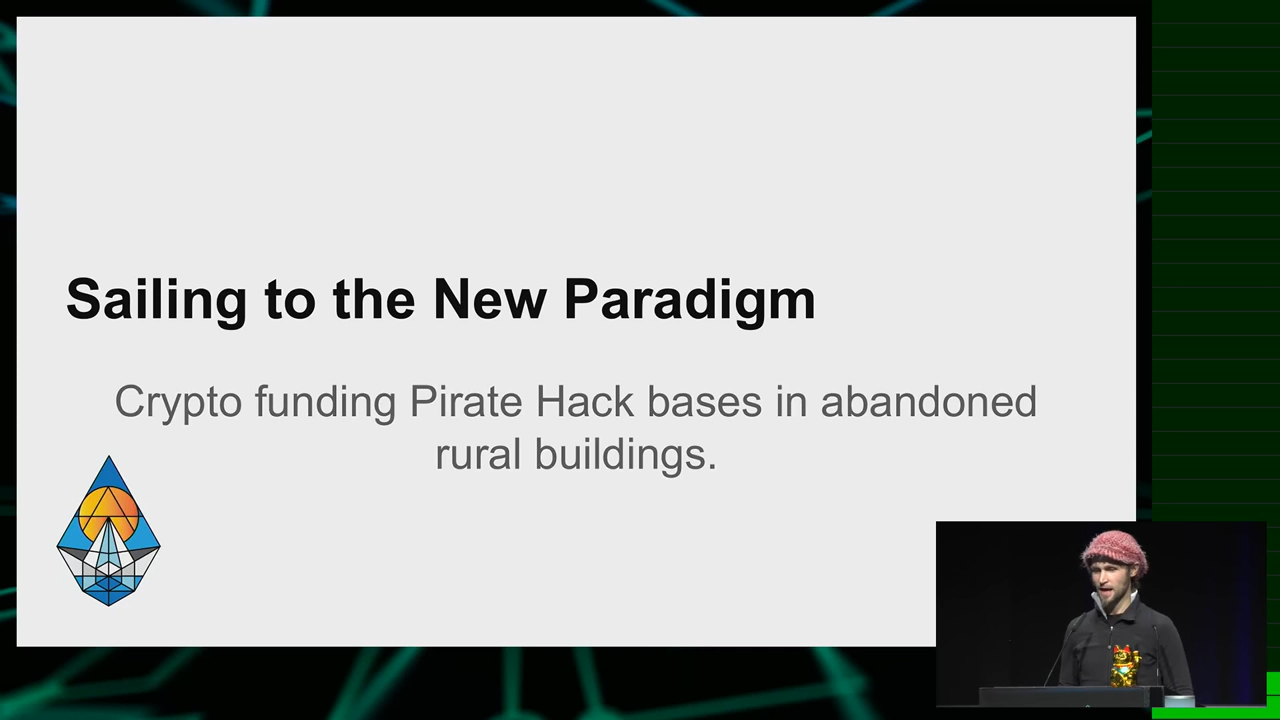 Sailing to the New Paradigm
Crypto funding Pirate Hack bases in abandoned
rural buildings.